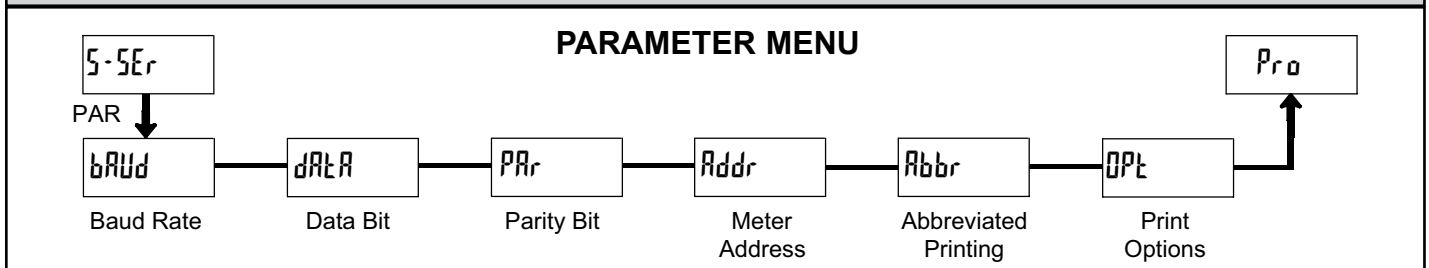 PARAMETER MENU
5-SEr
Pro
PAR
bAUd
dAtA
PAr
Addr
Abbr
OPt
Baud Rate
Data Bit
Parity Bit
Meter
Address
Abbreviated
Printing
Print
Options